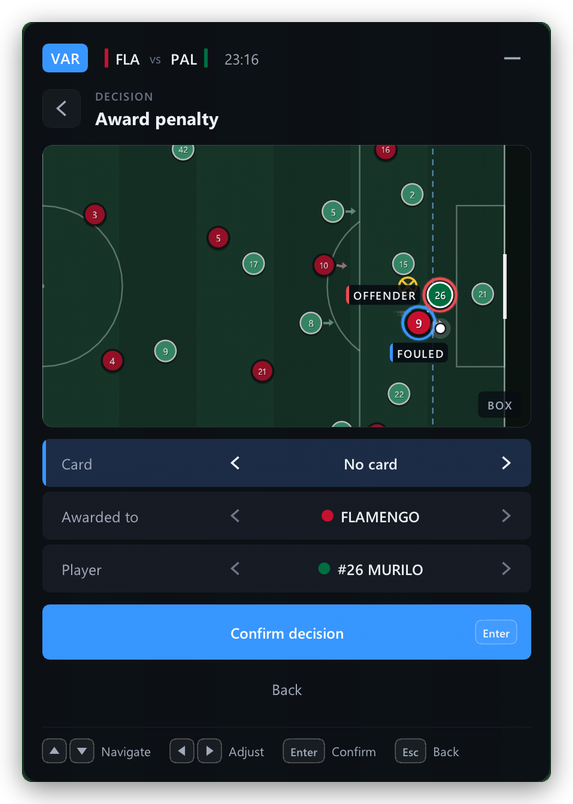 VAR FLA vs PAL 23:16
DECISION
Award penalty
42
16
2
3
5
5
17
15
10
OFFENDER 26 21
8 9
9
FOULED
4
21
22
BOX
Card No card
Awarded to FLAMENGO
Player #26 MURILO
Confirm decision Enter
Back
Navigate Adjust Enter Confirm Esc Back